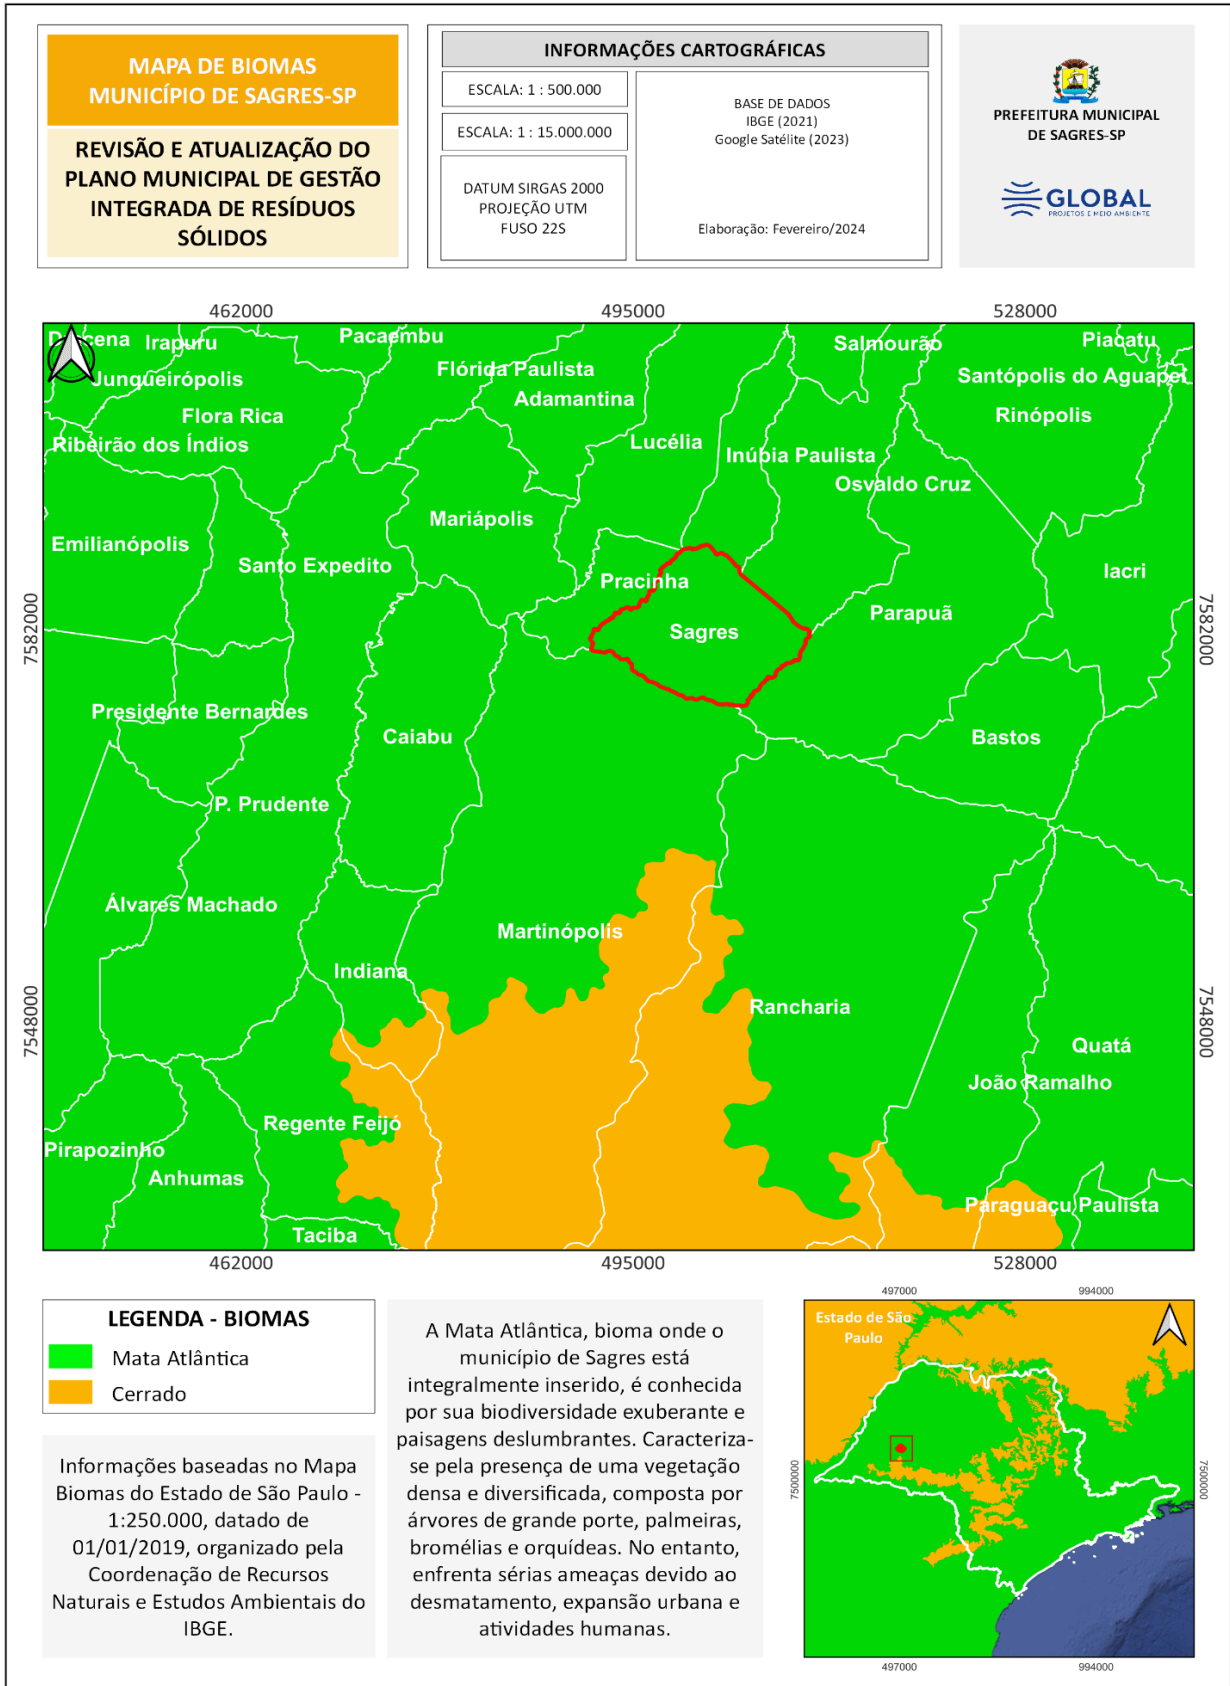 MAPA DE BIOMAS
MUNICÍPIO DE SAGRES-SP
REVISÃO E ATUALIZAÇÃO DO
PLANO MUNICIPAL DE GESTÃO
INTEGRADA DE RESÍDUOS
SÓLIDOS
INFORMAÇÕES CARTOGRÁFICAS
ESCALA: 1 : 500.000
ESCALA: 1 : 15.000.000
DATUM SIRGAS 2000
PROJEÇÃO UTM
FUSO 22S
BASE DE DADOS
IBGE (2021)
Google Satélite (2023)
Elaboração: Fevereiro/2024
PREFEITURA MUNICIPAL
DE SAGRES-SP
GLOBAL
PROJETOS E MEIO AMBIENTE
462000 495000 528000
Irapuru
Pacaembu
Salmourão
Piacatu
Junqueirópolis
Flórida Paulista
Santópolis do Aguapeí
Adamantina
Flora Rica
Rinópolis
Ribeirão dos Índios
Lucélia
Inúbia Paulista
Osvaldo Cruz
Mariápolis
Emilianópolis
Santo Expedito
Pracinha
Iacri
Parapuã
Sagres
7582000
7582000
Presidente Bernardes
Caiabu
Bastos
P. Prudente
Álvares Machado
Martinópolis
Indiana
Rancharia
7548000
7548000
Quatá
João Ramalho
Regente Feijó
Pirapozinho
Anhumas
Paraguaçu Paulista
Taciba
462000 495000 528000
LEGENDA - BIOMAS
Mata Atlântica
Cerrado
Informações baseadas no Mapa
Biomas do Estado de São Paulo -
1:250.000, datado de
01/01/2019, organizado pela
Coordenação de Recursos
Naturais e Estudos Ambientais do
IBGE.
A Mata Atlântica, bioma onde o
município de Sagres está
integralmente inserido, é conhecida
por sua biodiversidade exuberante e
paisagens deslumbrantes. Caracteriza-
se pela presença de uma vegetação
densa e diversificada, composta por
árvores de grande porte, palmeiras,
bromélias e orquídeas. No entanto,
enfrenta sérias ameaças devido ao
desmatamento, expansão urbana e
atividades humanas.
497000 994000
Estado de São
Paulo
7500000
7500000
497000 994000